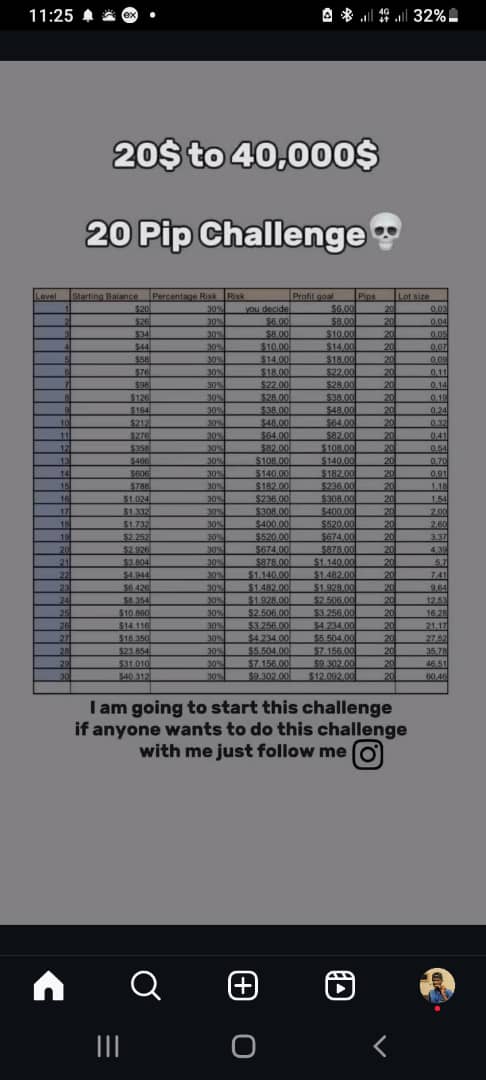 11:25 ex 4G 32%
20$ to 40,000$
20 Pip Challenge💀
Level Starting Balance Percentage Risk Risk Profit goal Pips Lot size
1 $20 30% you decide $6,00 20 0,03
2 $26 30% $6,00 $8,00 20 0,04
3 $34 30% $8,00 $10,00 20 0,05
4 $44 30% $10,00 $14,00 20 0,07
5 $58 30% $14,00 $18,00 20 0,09
6 $76 30% $18,00 $22,00 20 0,11
7 $98 30% $22,00 $28,00 20 0,14
8 $126 30% $28,00 $38,00 20 0,19
9 $164 30% $38,00 $48,00 20 0,24
10 $212 30% $48,00 $64,00 20 0,32
11 $276 30% $64,00 $82,00 20 0,41
12 $358 30% $82,00 $108,00 20 0,54
13 $466 30% $108,00 $140,00 20 0,70
14 $606 30% $140,00 $182,00 20 0,91
15 $788 30% $182,00 $236,00 20 1,18
16 $1.024 30% $236,00 $308,00 20 1,54
17 $1.332 30% $308,00 $400,00 20 2,00
18 $1.732 30% $400,00 $520,00 20 2,60
19 $2.252 30% $520,00 $674,00 20 3,37
20 $2.926 30% $674,00 $878,00 20 4,39
21 $3.804 30% $878,00 $1.140,00 20 5,7
22 $4.944 30% $1.140,00 $1.482,00 20 7,41
23 $6.426 30% $1.482,00 $1.928,00 20 9,64
24 $8.354 30% $1.928,00 $2.506,00 20 12,53
25 $10.860 30% $2.506,00 $3.256,00 20 16,28
26 $14.116 30% $3.256,00 $4.234,00 20 21,17
27 $18.350 30% $4.234,00 $5.504,00 20 27,52
28 $23.854 30% $5.504,00 $7.156,00 20 35,78
29 $31.010 30% $7.156,00 $9.302,00 20 46,51
30 $40.312 30% $9.302,00 $12.092,00 20 60,46
I am going to start this challenge
if anyone wants to do this challenge
with me just follow me